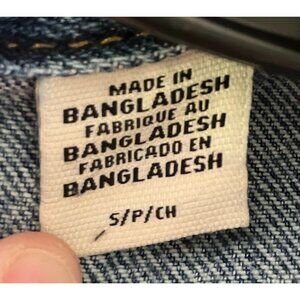 MADE IN
BANGLADESH
FABRIQUE AU
BANGLADESH
FABRICADO EN
BANGLADESH
S/P/CH